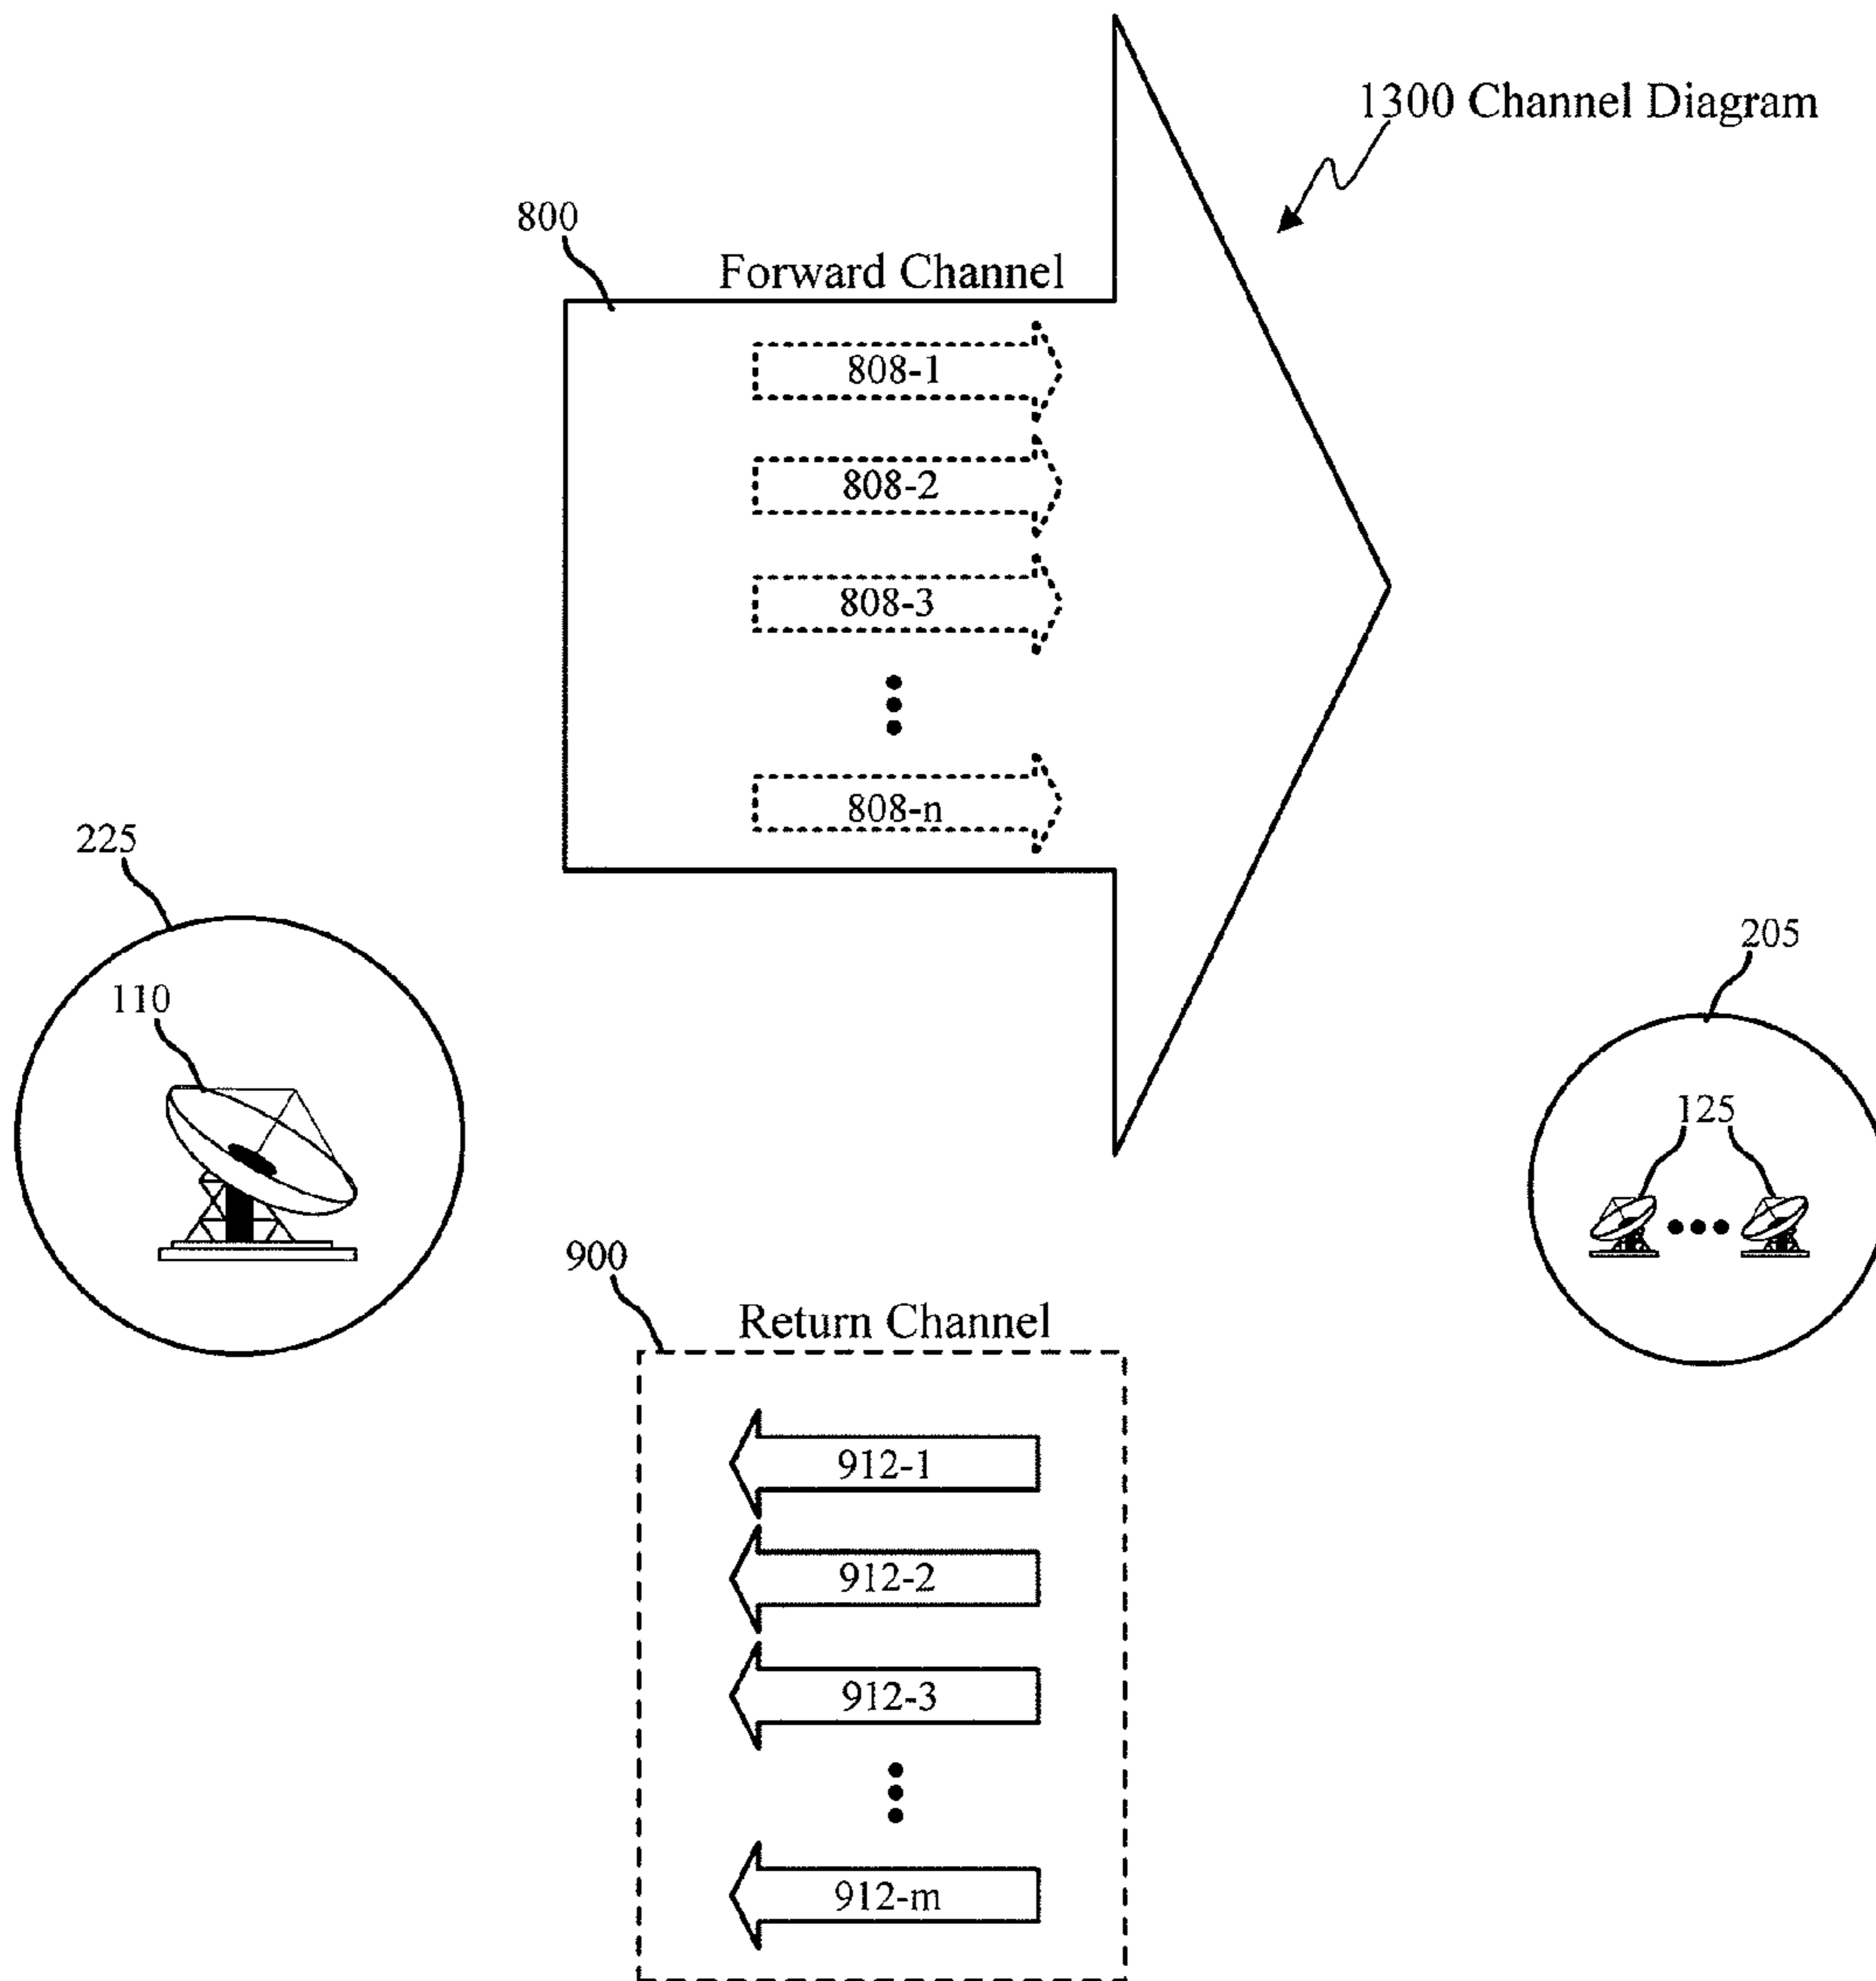 1300 Channel Diagram
800
Forward Channel
808-1
808-2
808-3
808-n
225
205
110
125
900
Return Channel
912-1
912-2
912-3
912-m